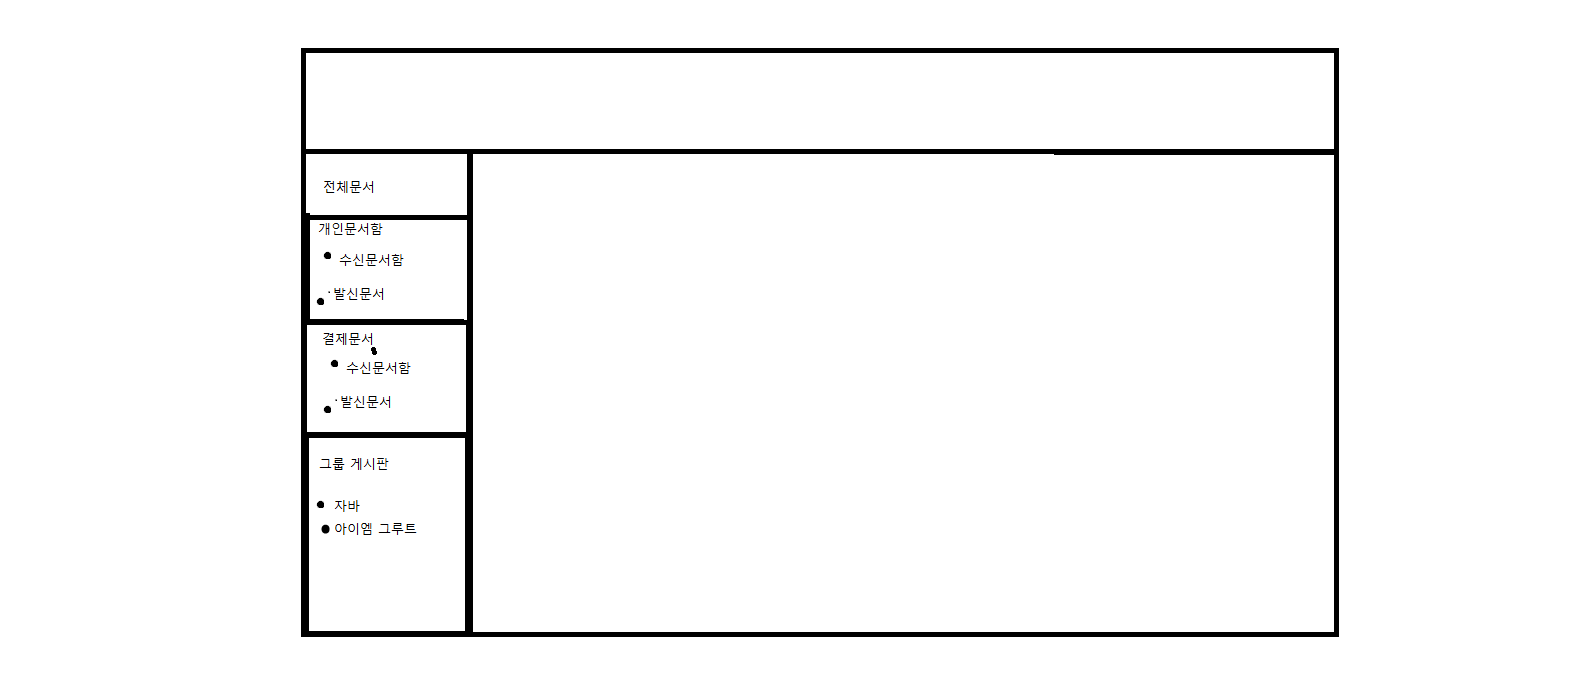 전체문서
개인문서함
수신문서함
발신문서
결제문서
수신문서함
발신문서
그룹 게시판
자바
아이엠 그루트